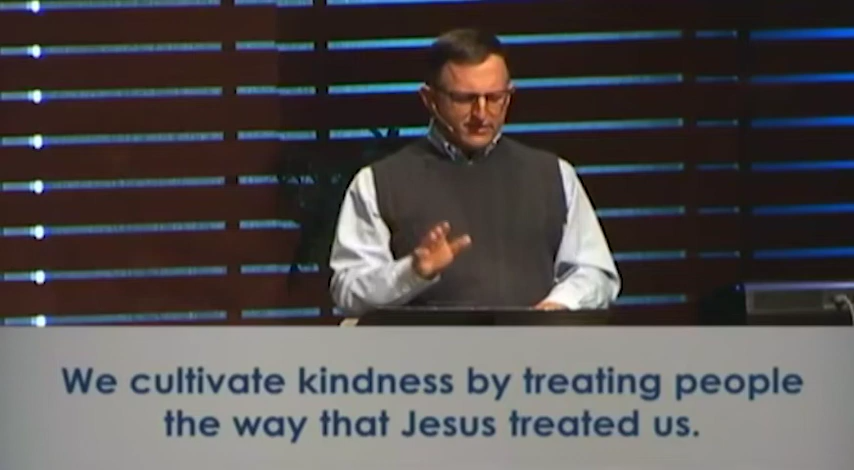 We cultivate kindness by treating people
the way that Jesus treated us.